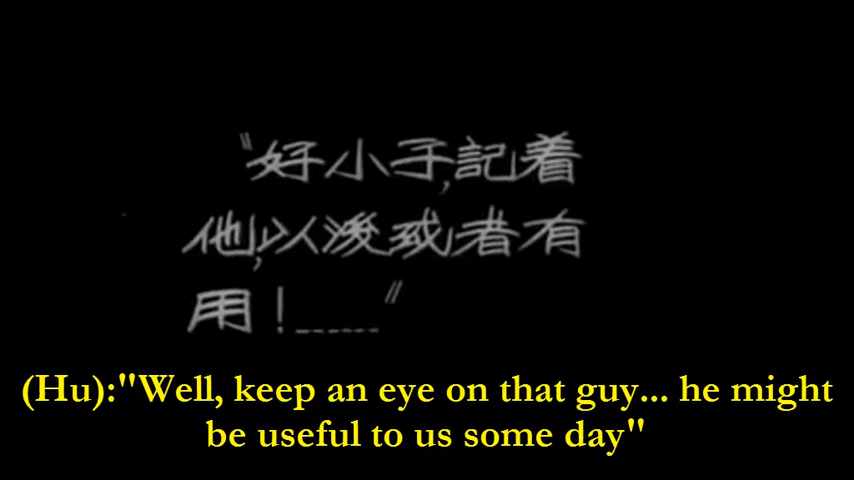 "好小子,記着
他,以後或者有
用!......"
(Hu):"Well, keep an eye on that guy... he might
be useful to us some day"